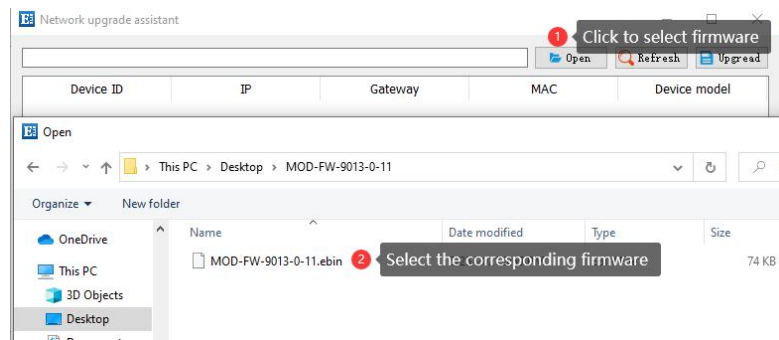 Network upgrade assistant
1 Click to select firmware
Open Refresh Upgread
Device ID IP Gateway MAC Device model
Open
This PC > Desktop > MOD-FW-9013-0-11
Organize New folder
Name Date modified Type Size
OneDrive
MOD-FW-9013-0-11.ebin 2 Select the corresponding firmware 74 KB
This PC
3D Objects
Desktop